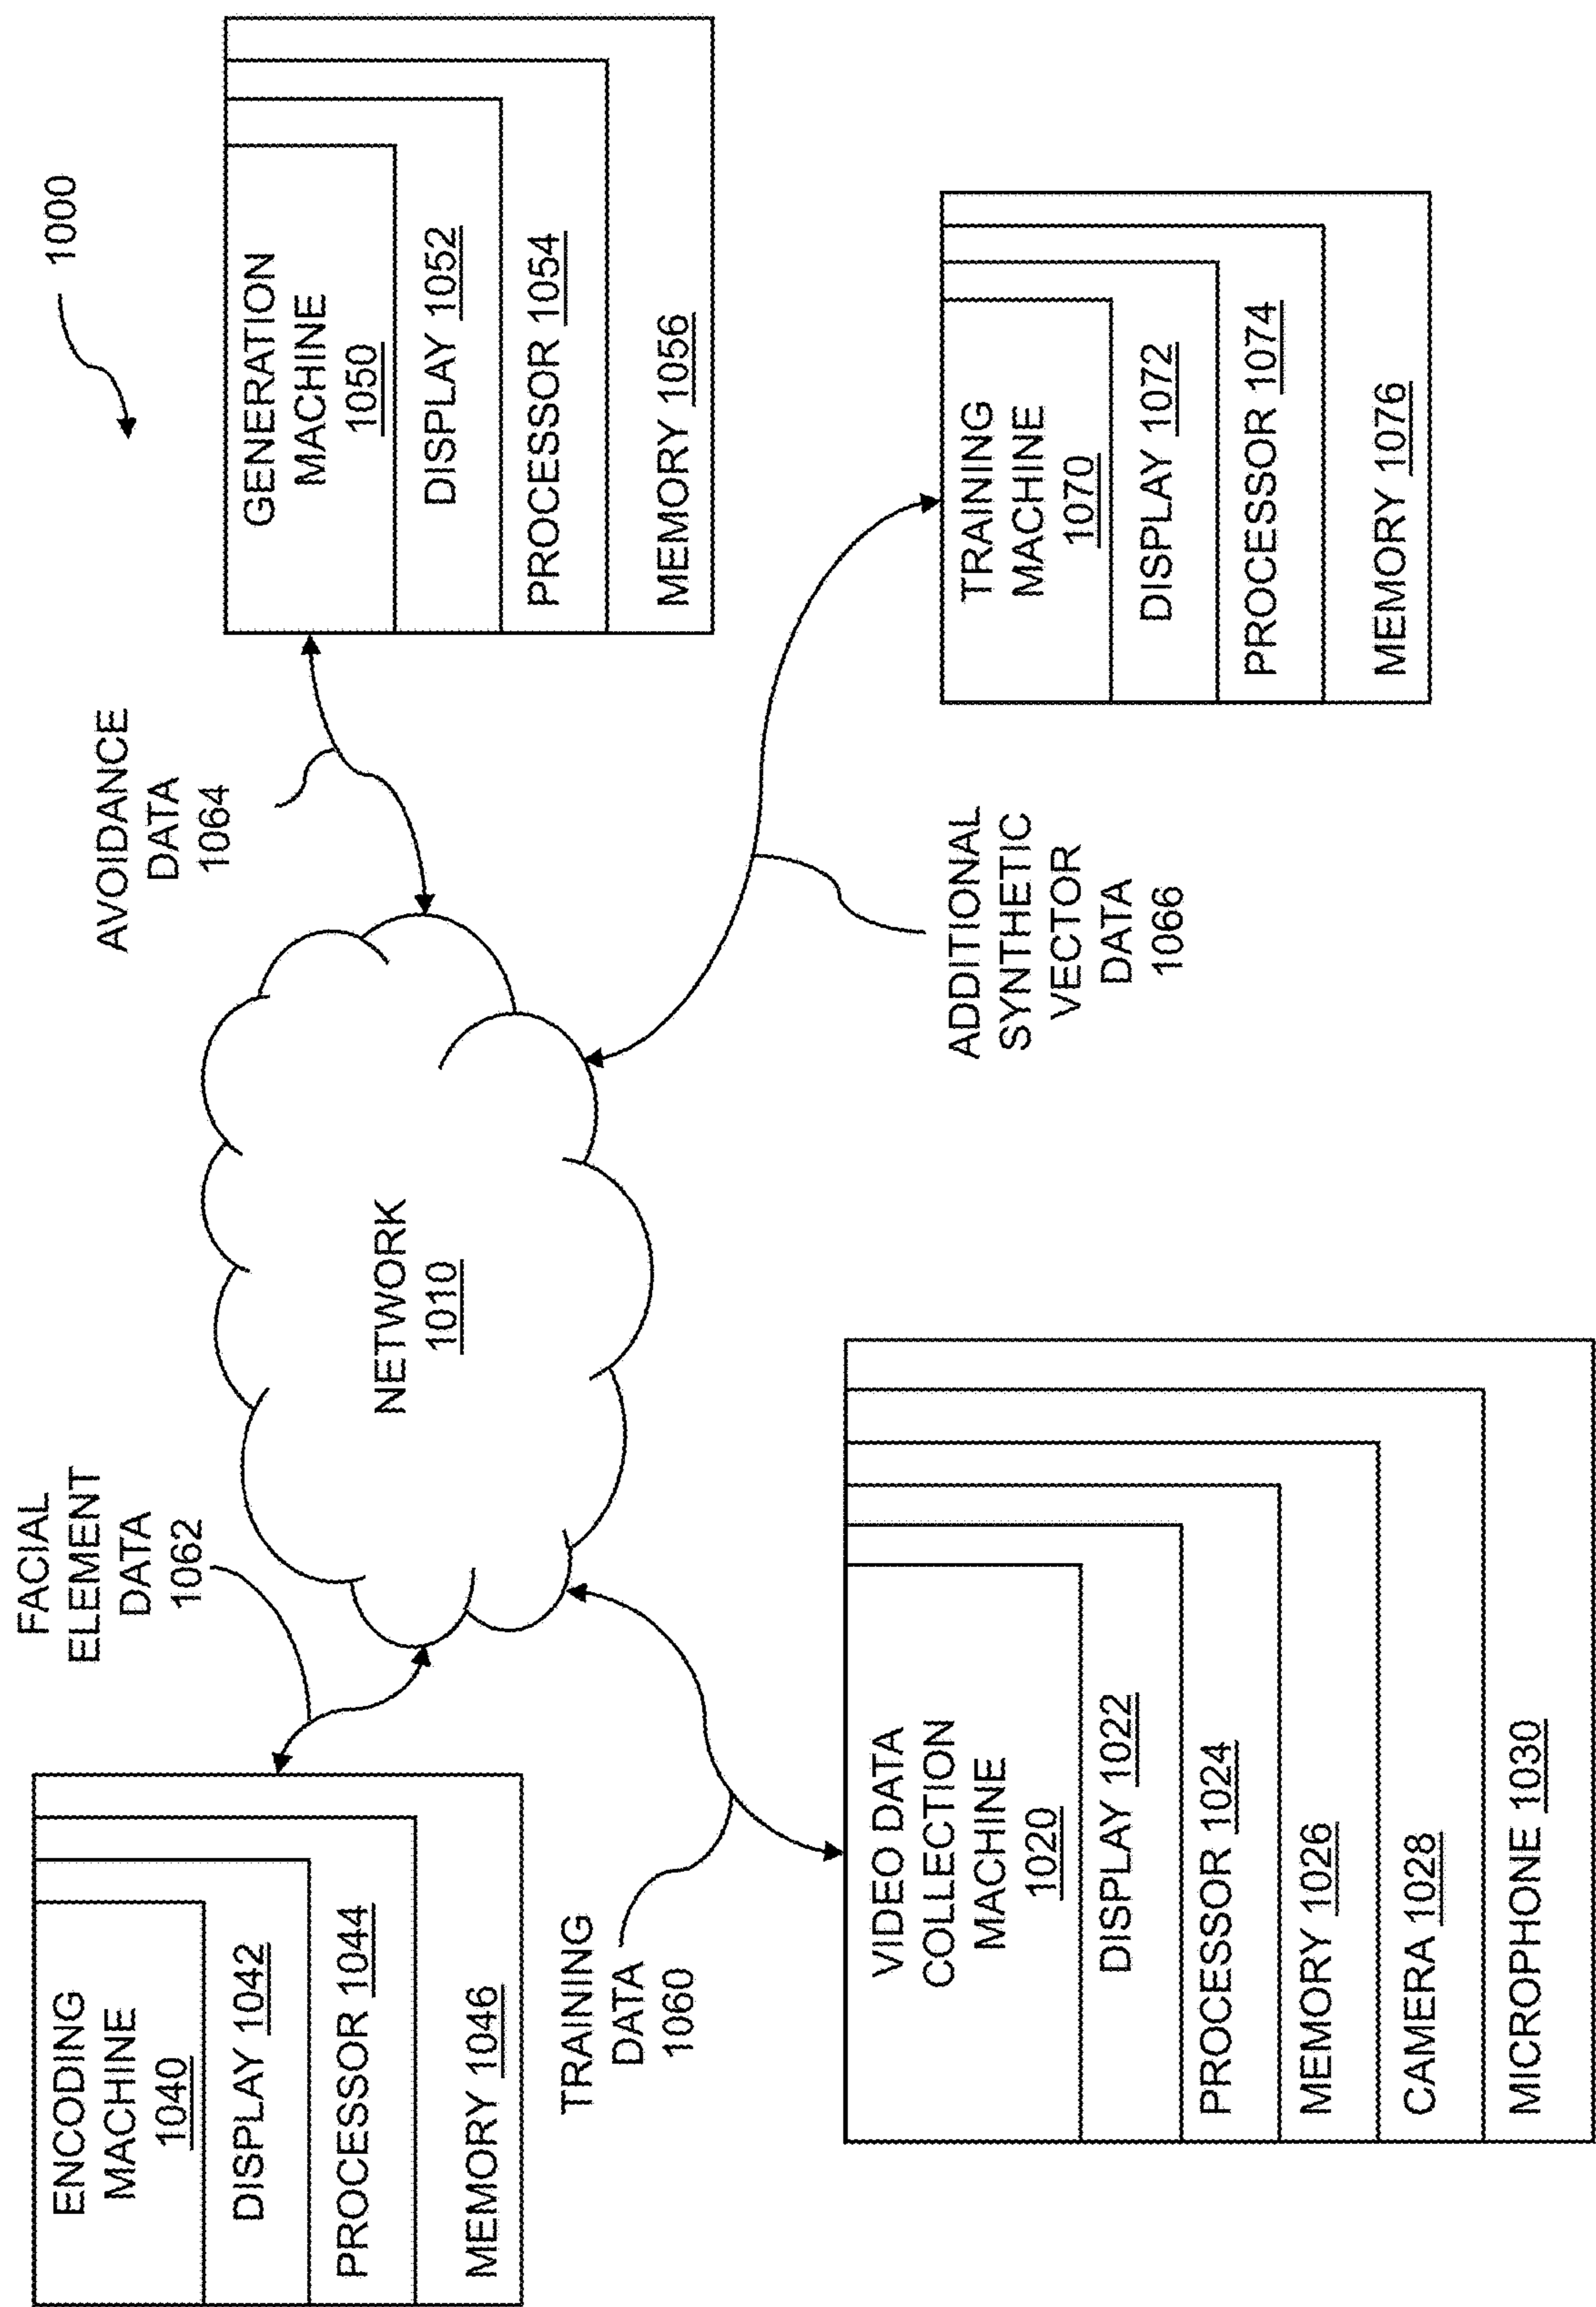 1000
ENCODING
MACHINE
1040
DISPLAY 1042
PROCESSOR 1044
MEMORY 1046
FACIAL
ELEMENT
DATA
1062
NETWORK
1010
AVOIDANCE
DATA
1064
GENERATION
MACHINE
1050
DISPLAY 1052
PROCESSOR 1054
MEMORY 1056
TRAINING
DATA
1060
VIDEO DATA
COLLECTION
MACHINE
1020
DISPLAY 1022
PROCESSOR 1024
MEMORY 1026
CAMERA 1028
MICROPHONE 1030
ADDITIONAL
SYNTHETIC
VECTOR
DATA
1066
TRAINING
MACHINE
1070
DISPLAY 1072
PROCESSOR 1074
MEMORY 1076